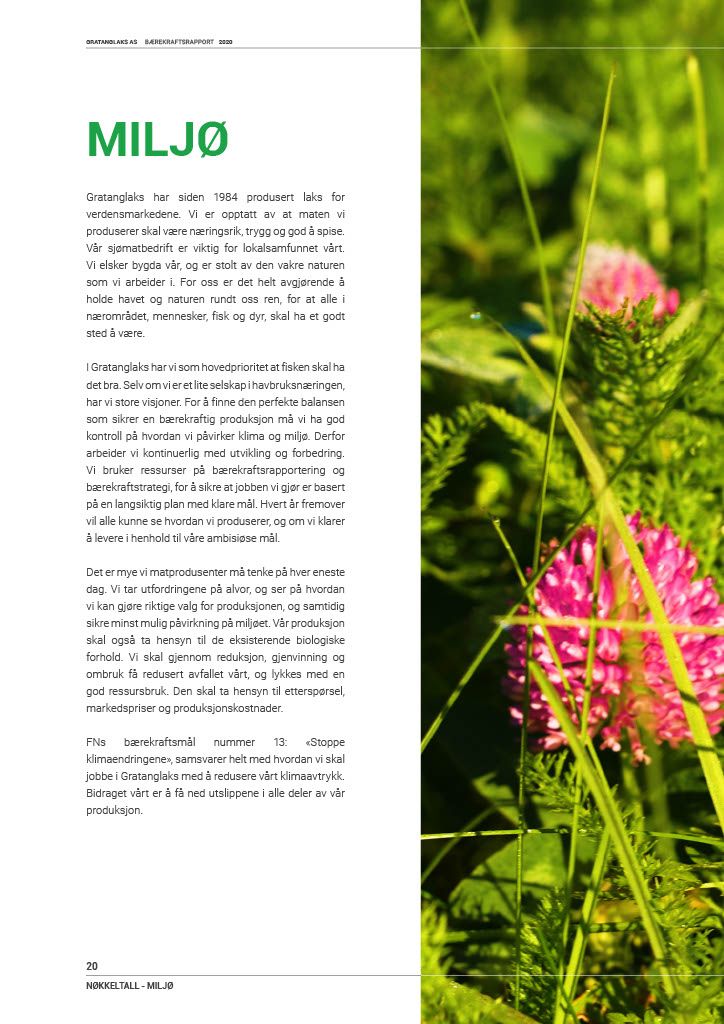 GRATANGLAKS AS BÆREKRAFTSRAPPORT 2020
MILJØ
Gratanglaks har siden 1984 produsert laks for
verdensmarkedene. Vi er opptatt av at maten vi
produserer skal være næringsrik, trygg og god å spise.
Vår sjømatbedrift er viktig for lokalsamfunnet vårt.
Vi elsker bygda vår, og er stolt av den vakre naturen
som vi arbeider i. For oss er det helt avgjørende å
holde havet og naturen rundt oss ren, for at alle i
nærområdet, mennesker, fisk og dyr, skal ha et godt
sted å være.
I Gratanglaks har vi som hovedprioritet at fisken skal ha
det bra. Selv om vi er et lite selskap i havbruksnæringen,
har vi store visjoner. For å finne den perfekte balansen
som sikrer en bærekraftig produksjon må vi ha god
kontroll på hvordan vi påvirker klima og miljø. Derfor
arbeider vi kontinuerlig med utvikling og forbedring.
Vi bruker ressurser på bærekraftsrapportering og
bærekraftstrategi, for å sikre at jobben vi gjør er basert
på en langsiktig plan med klare mål. Hvert år fremover
vil alle kunne se hvordan vi produserer, og om vi klarer
å levere i henhold til våre ambisiøse mål.
Det er mye vi matprodusenter må tenke på hver eneste
dag. Vi tar utfordringene på alvor, og ser på hvordan
vi kan gjøre riktige valg for produksjonen, og samtidig
sikre minst mulig påvirkning på miljøet. Vår produksjon
skal også ta hensyn til de eksisterende biologiske
forhold. Vi skal gjennom reduksjon, gjenvinning og
ombruk få redusert avfallet vårt, og lykkes med en
god ressursbruk. Den skal ta hensyn til etterspørsel,
markedspriser og produksjonskostnader.
FNs bærekraftsmål nummer 13: «Stoppe
klimaendringene», samsvarer helt med hvordan vi skal
jobbe i Gratanglaks med å redusere vårt klimaavtrykk.
Bidraget vårt er å få ned utslippene i alle deler av vår
produksjon.
20
NØKKELTALL - MILJØ